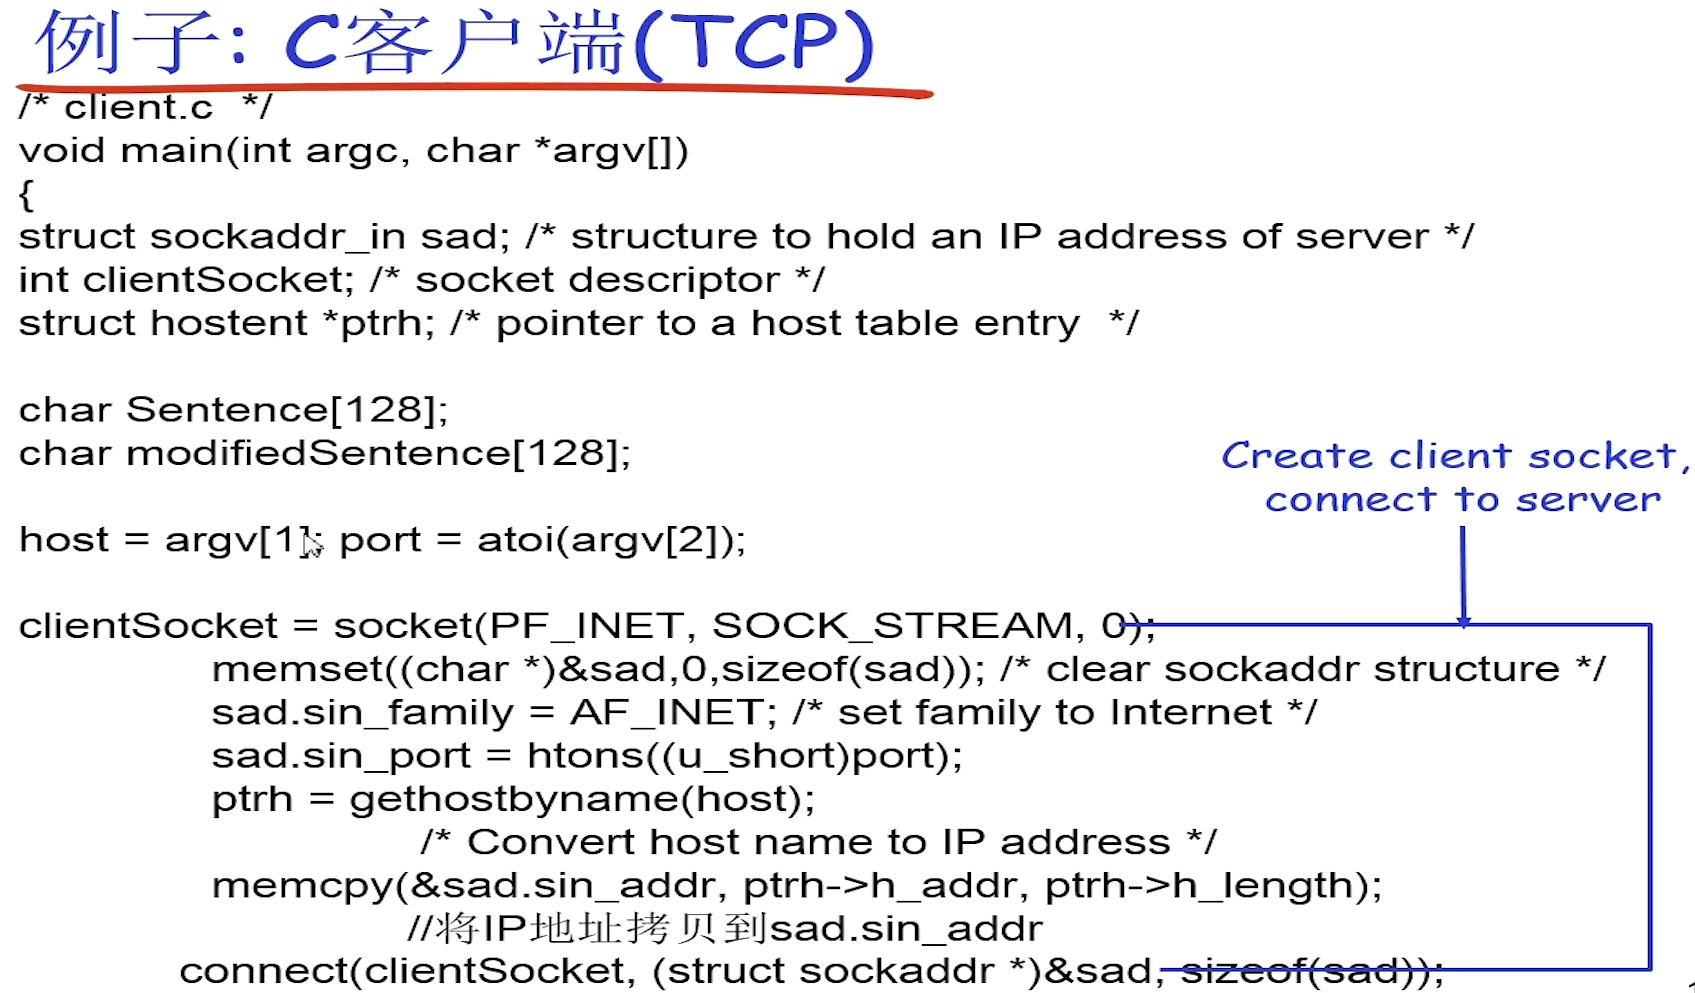 例子: C客户端(TCP)
/* client.c  */
void main(int argc, char *argv[])
{
struct sockaddr_in sad; /* structure to hold an IP address of server */
int clientSocket; /* socket descriptor */
struct hostent *ptrh; /* pointer to a host table entry  */
char Sentence[128];
char modifiedSentence[128];
Create client socket,
connect to server
host = argv[1]; port = atoi(argv[2]);
clientSocket = socket(PF_INET, SOCK_STREAM, 0);
memset((char *)&sad,0,sizeof(sad)); /* clear sockaddr structure */
sad.sin_family = AF_INET; /* set family to Internet */
sad.sin_port = htons((u_short)port);
ptrh = gethostbyname(host);
/* Convert host name to IP address */
memcpy(&sad.sin_addr, ptrh->h_addr, ptrh->h_length);
//将IP地址拷贝到sad.sin_addr
connect(clientSocket, (struct sockaddr *)&sad, sizeof(sad));